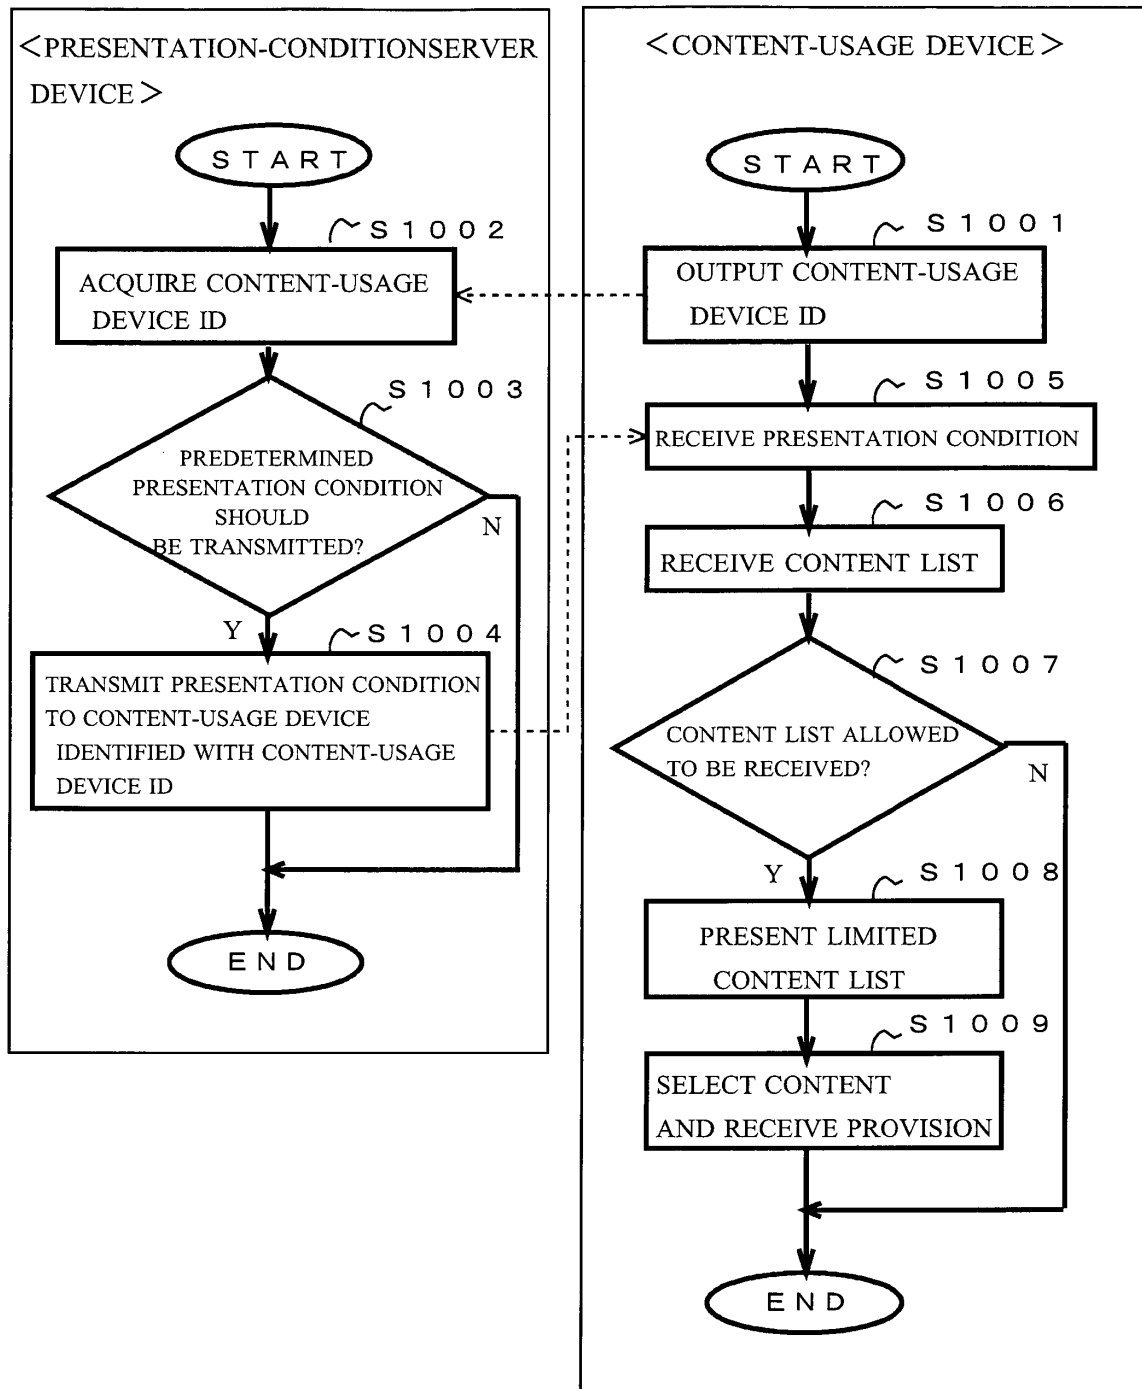 <PRESENTATION-CONDITIONSERVER
DEVICE>
START
S1002
ACQUIRE CONTENT-USAGE
DEVICE ID
S1003
PREDETERMINED
PRESENTATION CONDITION
SHOULD
BE TRANSMITTED?
N
Y
S1004
TRANSMIT PRESENTATION CONDITION
TO CONTENT-USAGE DEVICE
IDENTIFIED WITH CONTENT-USAGE
DEVICE ID
END
<CONTENT-USAGE DEVICE>
START
S1001
OUTPUT CONTENT-USAGE
DEVICE ID
S1005
RECEIVE PRESENTATION CONDITION
S1006
RECEIVE CONTENT LIST
S1007
CONTENT LIST ALLOWED
TO BE RECEIVED?
N
Y
S1008
PRESENT LIMITED
CONTENT LIST
S1009
SELECT CONTENT
AND RECEIVE PROVISION
END